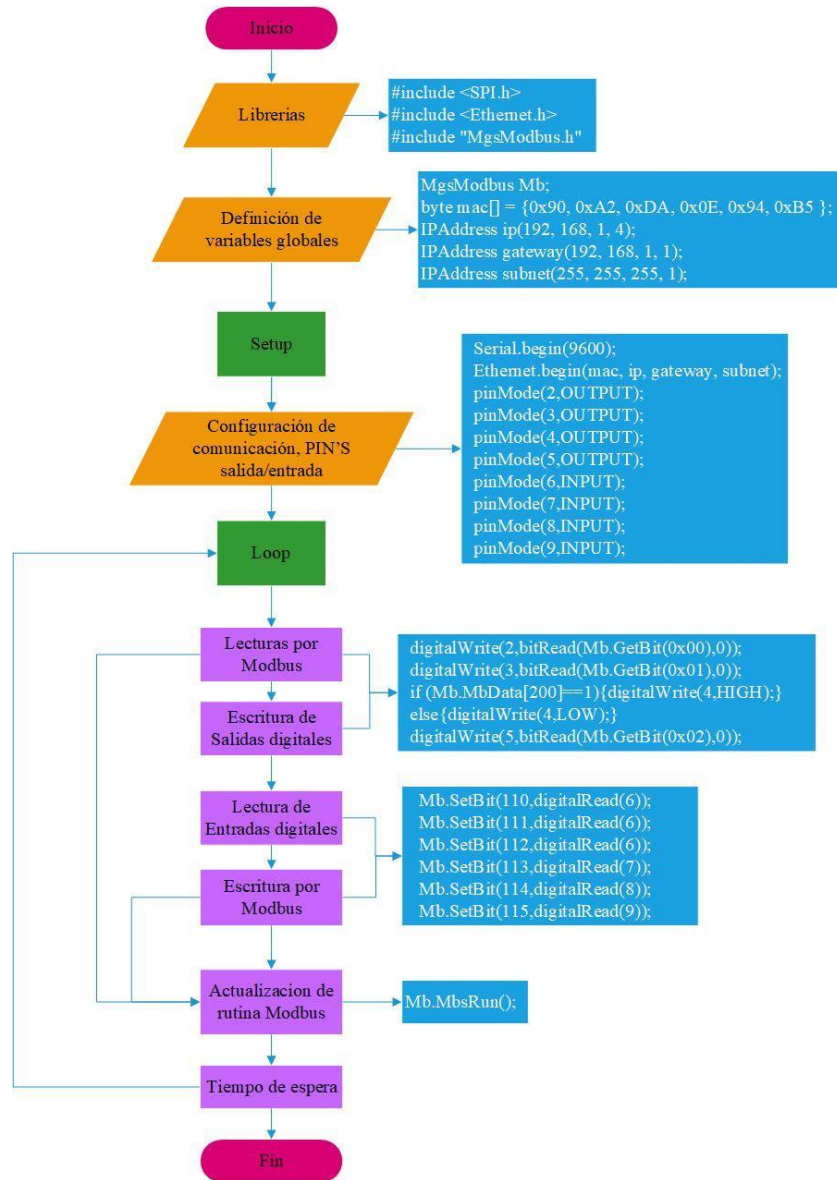 Inicio
Librerias
#include <SPI.h>
#include <Ethernet.h>
#include "MgsModbus.h"
Definición de
variables globales
MgsModbus Mb;
byte mac[] = {0x90, 0xA2, 0xDA, 0x0E, 0x94, 0xB5 };
IPAddress ip(192, 168, 1, 4);
IPAddress gateway(192, 168, 1, 1);
IPAddress subnet(255, 255, 255, 1);
Setup
Configuración de
comunicación, PIN'S
salida/entrada
Serial.begin(9600);
Ethernet.begin(mac, ip, gateway, subnet);
pinMode(2,OUTPUT);
pinMode(3,OUTPUT);
pinMode(4,OUTPUT);
pinMode(5,OUTPUT);
pinMode(6,INPUT);
pinMode(7,INPUT);
pinMode(8,INPUT);
pinMode(9,INPUT);
Loop
Lecturas por
Modbus
Escritura de
Salidas digitales
digitalWrite(2,bitRead(Mb.GetBit(0x00),0));
digitalWrite(3,bitRead(Mb.GetBit(0x01),0));
if (Mb.MbData[200]==1){digitalWrite(4,HIGH);}
else{digitalWrite(4,LOW);}
digitalWrite(5,bitRead(Mb.GetBit(0x02),0));
Lectura de
Entradas digitales
Escritura por
Modbus
Mb.SetBit(110,digitalRead(6));
Mb.SetBit(111,digitalRead(6));
Mb.SetBit(112,digitalRead(6));
Mb.SetBit(113,digitalRead(7));
Mb.SetBit(114,digitalRead(8));
Mb.SetBit(115,digitalRead(9));
Actualizacion de
rutina Modbus
Mb.MbsRun();
Tiempo de espera
Fin